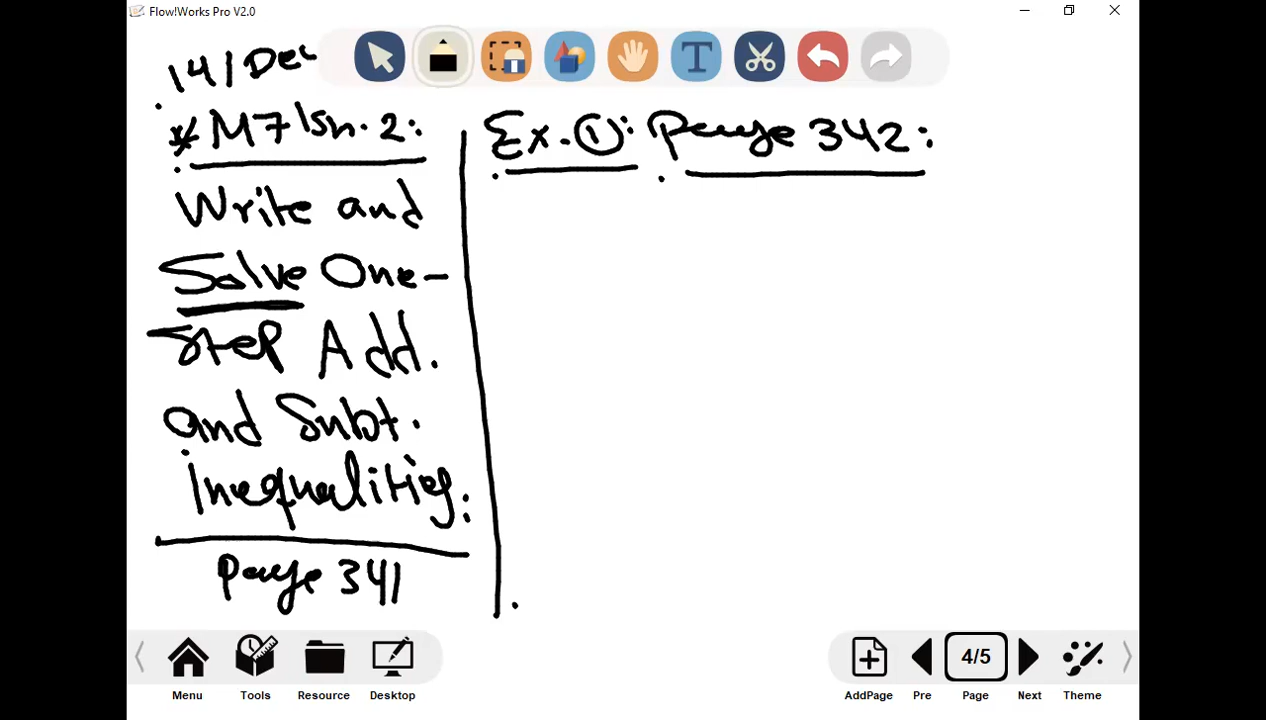 Flow!Works Pro V2.0
14/Dec
* M7 lsn. 2:
Write and
Solve One-
Step Add.
and Subt.
Inequalities:
Page 341
Ex. ①: Page 342:
Menu
Tools
Resource
Desktop
AddPage
Pre
4/5
Page
Next
Theme